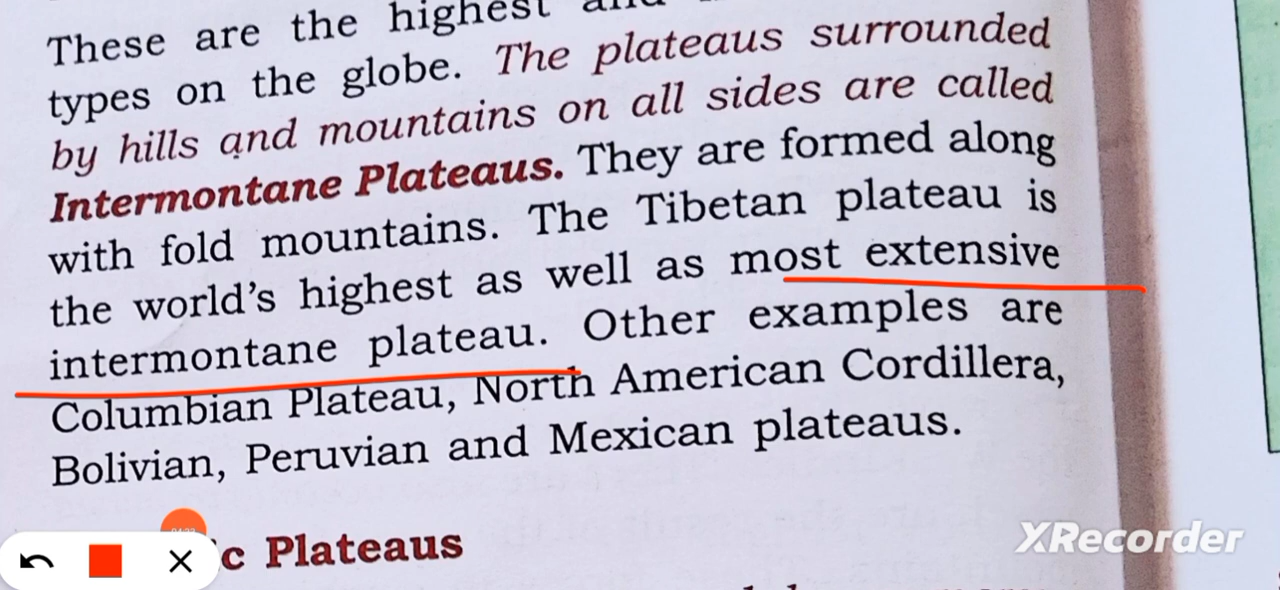 These are the highest
types on the globe. The plateaus surrounded
by hills and mountains on all sides are called
Intermontane Plateaus. They are formed along
with fold mountains. The Tibetan plateau is
the world's highest as well as most extensive
intermontane plateau. Other examples are
Columbian Plateau, North American Cordillera,
Bolivian, Peruvian and Mexican plateaus.
c Plateaus
XRecorder